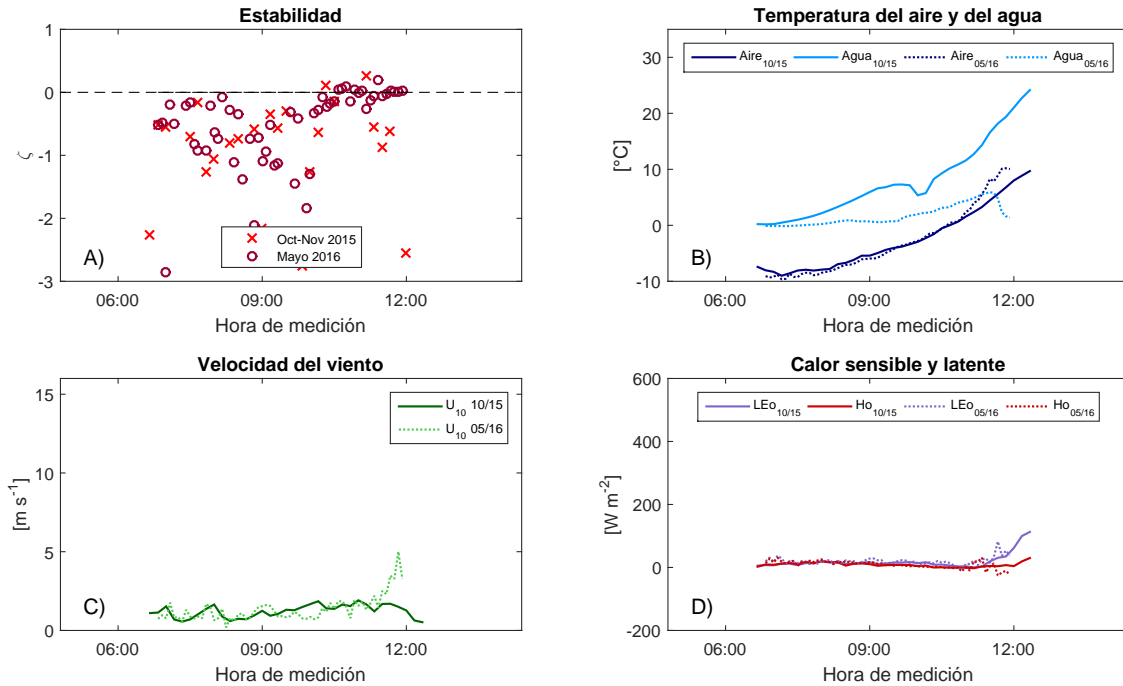 Estabilidad
1
0
-1
-2
-3
ζ
A)
Oct-Nov 2015
Mayo 2016
06:00 09:00 12:00
Hora de medición
Temperatura del aire y del agua
30
20
10
0
-10
[°C]
Aire10/15 Agua10/15 Aire05/16 Agua05/16
B)
06:00 09:00 12:00
Hora de medición
Velocidad del viento
15
10
5
0
[m s-1]
U10 10/15
U10 05/16
C)
06:00 09:00 12:00
Hora de medición
Calor sensible y latente
600
400
200
0
-200
[W m-2]
LEo10/15 Ho10/15 LEo05/16 Ho05/16
D)
06:00 09:00 12:00
Hora de medición